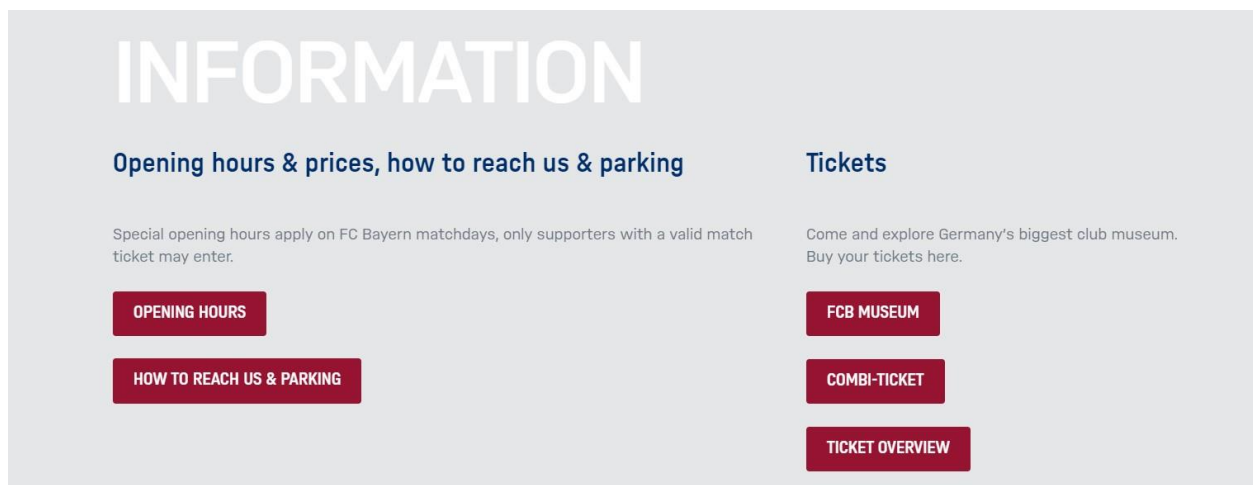 INFORMATION
Opening hours & prices, how to reach us & parking
Special opening hours apply on FC Bayern matchdays, only supporters with a valid match
ticket may enter.
OPENING HOURS
HOW TO REACH US & PARKING
Tickets
Come and explore Germany's biggest club museum.
Buy your tickets here.
FCB MUSEUM
COMBI-TICKET
TICKET OVERVIEW